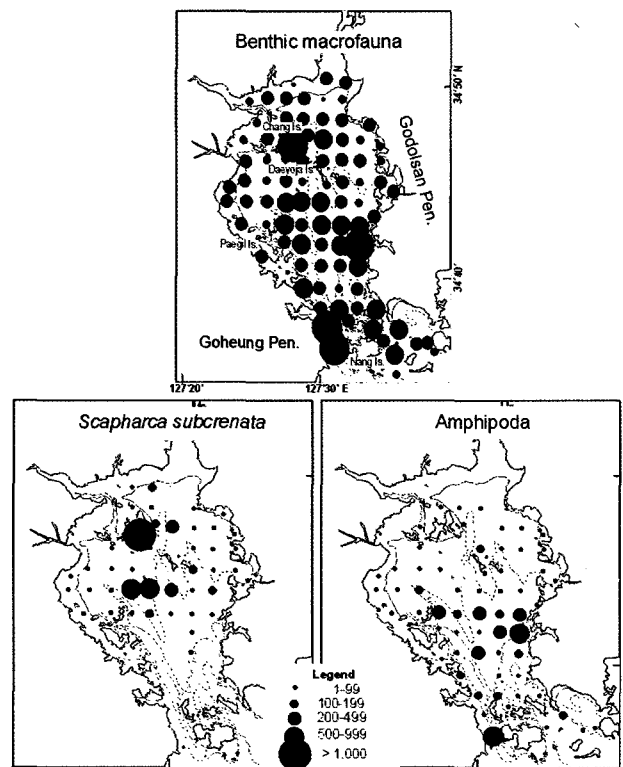 Benthic macrofauna
34°50' N
Chang Is.
Daeyoja Is.
Godolsan Pen.
Paegil Is.
34°40'
Goheung Pen.
Nang Is.
127°20'
127°30' E
Scapharca subcrenata
Amphipoda
Legend
1-99
100-199
200-499
500-999
> 1,000